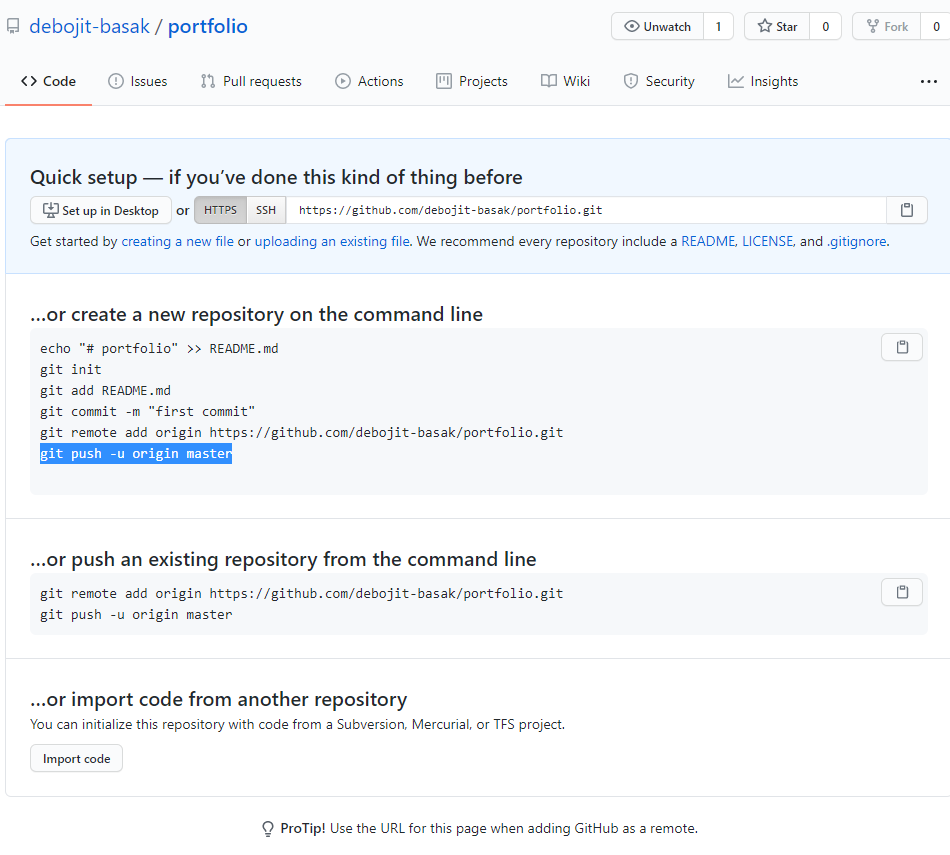 debojit-basak / portfolio
Unwatch 1 Star 0 Fork 0
Code Issues Pull requests Actions Projects Wiki Security Insights ...
Quick setup — if you’ve done this kind of thing before
Set up in Desktop or HTTPS SSH https://github.com/debojit-basak/portfolio.git
Get started by creating a new file or uploading an existing file. We recommend every repository include a README, LICENSE, and .gitignore.
…or create a new repository on the command line
echo "# portfolio" >> README.md
git init
git add README.md
git commit -m "first commit"
git remote add origin https://github.com/debojit-basak/portfolio.git
git push -u origin master
…or push an existing repository from the command line
git remote add origin https://github.com/debojit-basak/portfolio.git
git push -u origin master
…or import code from another repository
You can initialize this repository with code from a Subversion, Mercurial, or TFS project.
Import code
ProTip! Use the URL for this page when adding GitHub as a remote.